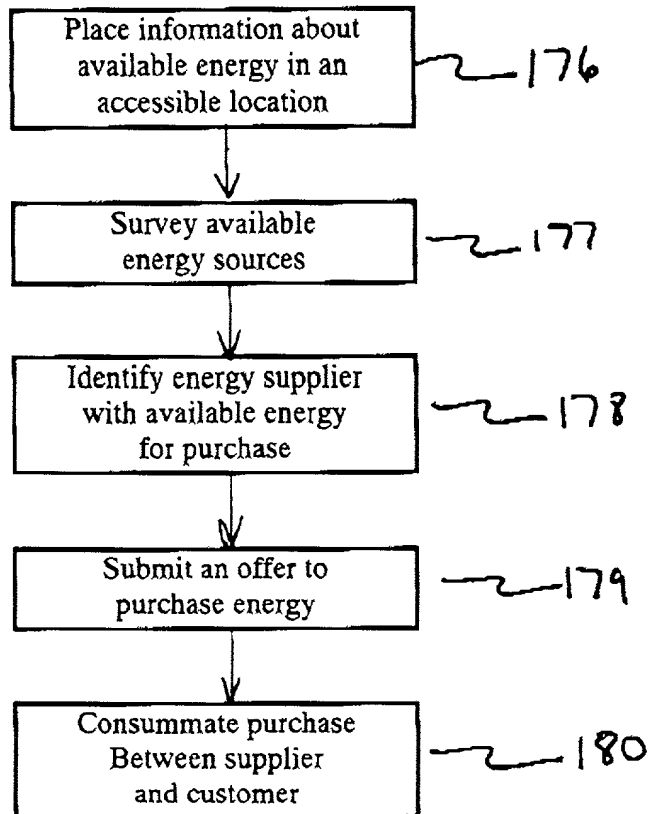 Place information about
available energy in an
accessible location
176
Survey available
energy sources
177
Identify energy supplier
with available energy
for purchase
178
Submit an offer to
purchase energy
179
Consummate purchase
Between supplier
and customer
180